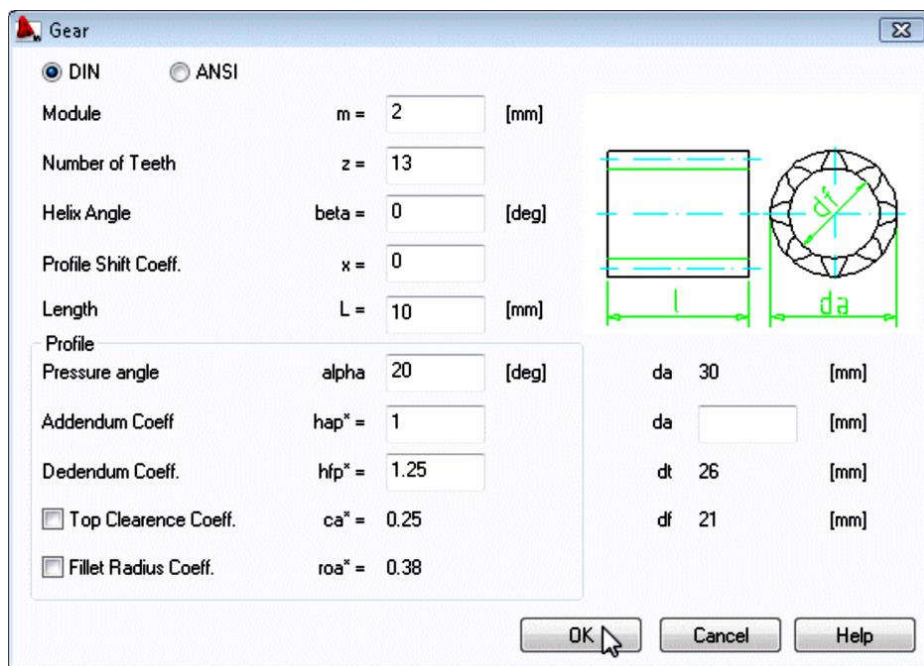 Gear
DIN ANSI
Module m = 2 [mm]
Number of Teeth z = 13
Helix Angle beta = 0 [deg]
Profile Shift Coeff. x = 0
Length L = 10 [mm]
df
l da
Profile
Pressure angle alpha 20 [deg] da 30 [mm]
Addendum Coeff hap* = 1 da [mm]
Dedendum Coeff. hfp* = 1.25 dt 26 [mm]
Top Clearence Coeff. ca* = 0.25 df 21 [mm]
Fillet Radius Coeff. roa* = 0.38
OK Cancel Help